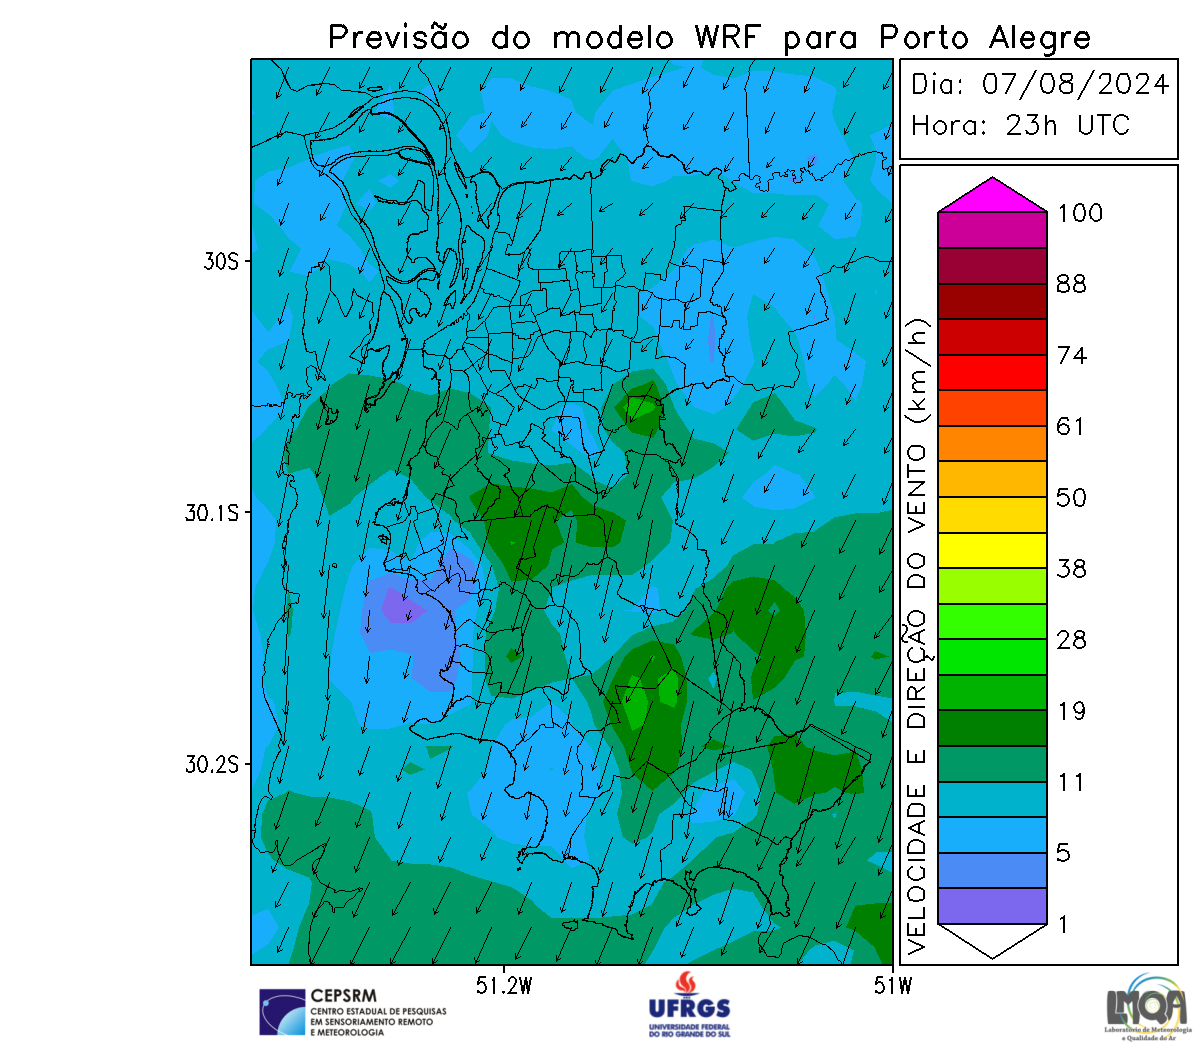 Previsão do modelo WRF para Porto Alegre
Dia: 07/08/2024
Hora: 23h UTC
30S
30.1S
30.2S
51.2W
51W
VELOCIDADE E DIREÇÃO DO VENTO (km/h)
100
88
74
61
50
38
28
19
11
5
1
CEPSRM
CENTRO ESTADUAL DE PESQUISAS
EM SENSORIAMENTO REMOTO
E METEOROLOGIA
UFRGS
UNIVERSIDADE FEDERAL
DO RIO GRANDE DO SUL
LMQA
Laboratório de Meteorologia
e Qualidade do Ar